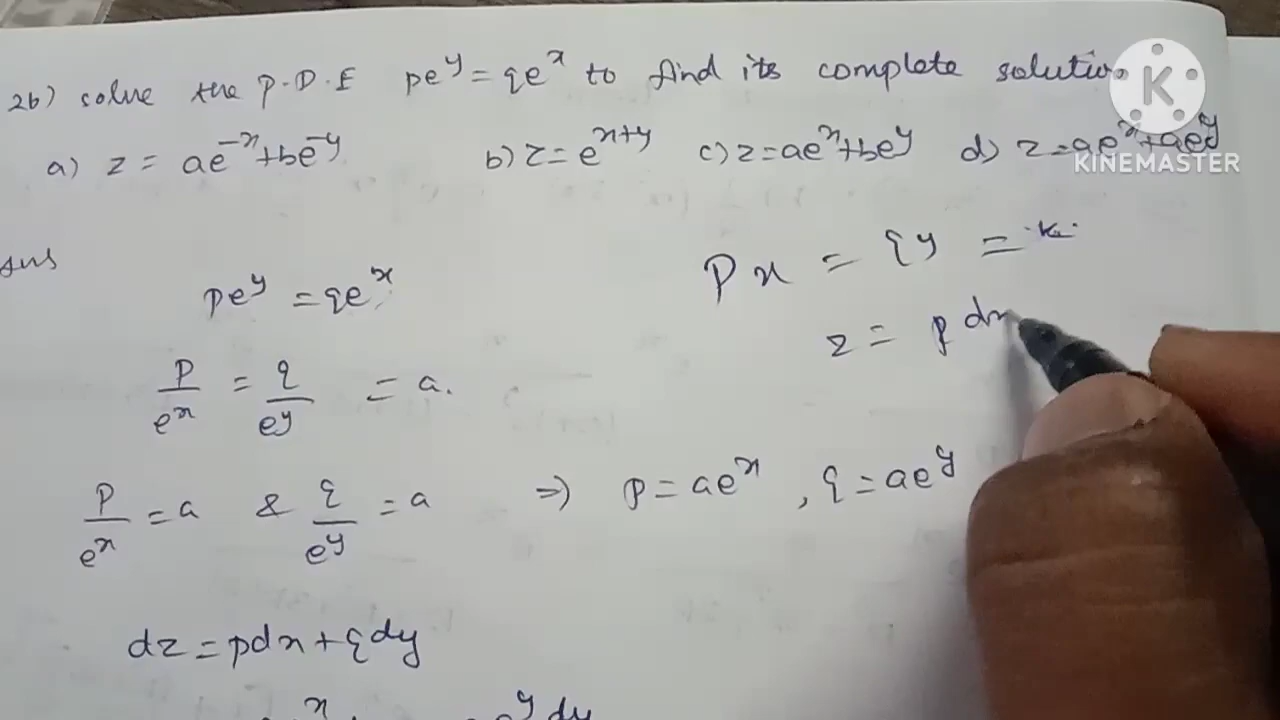 26) solve the P.D.E pe^y = qe^x to find its complete solution
a) z = ae^-x + be^-y b) z = e^x+y c) z = ae^x + be^y d) z = ae^x + ae^y
K
KINEMASTER
Ans
pe^y = qe^x
Px = qy = k
z = p dx
p/e^x = q/e^y = a.
p/e^x = a & q/e^y = a ⇒ p = ae^x , q = ae^y
dz = pdx + qdy